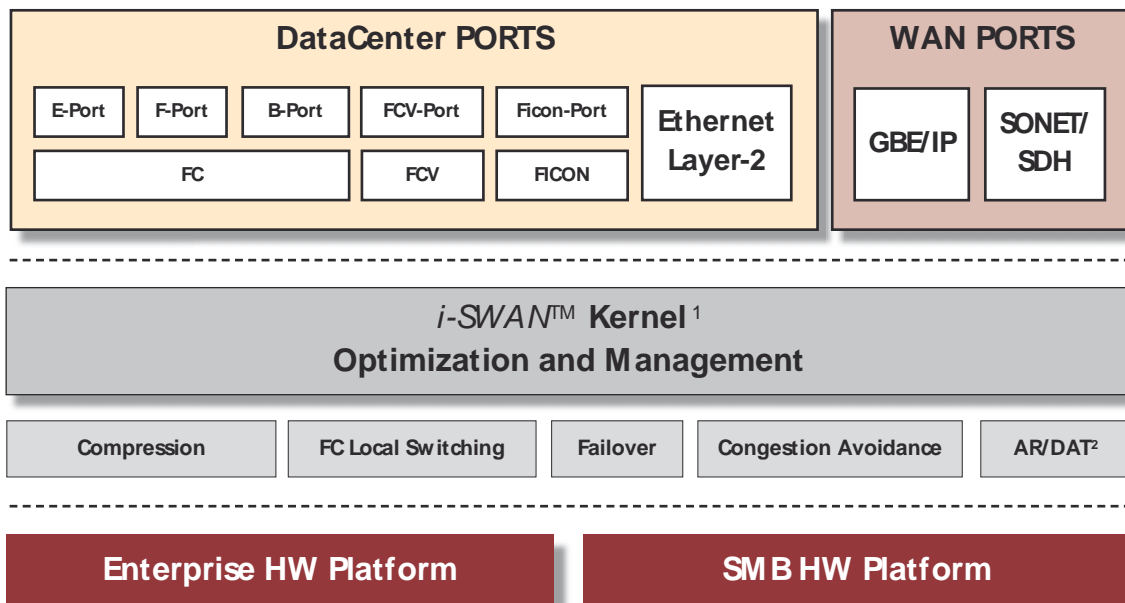 DataCenter PORTS
WAN PORTS
E-Port F-Port B-Port FCV-Port Ficon-Port
FC FCV FICON
Ethernet
Layer-2
GBE/IP
SONET/
SDH
i-SWAN™ Kernel ¹
Optimization and Management
Compression FC Local Switching Failover Congestion Avoidance AR/DAT²
Enterprise HW Platform SMB HW Platform